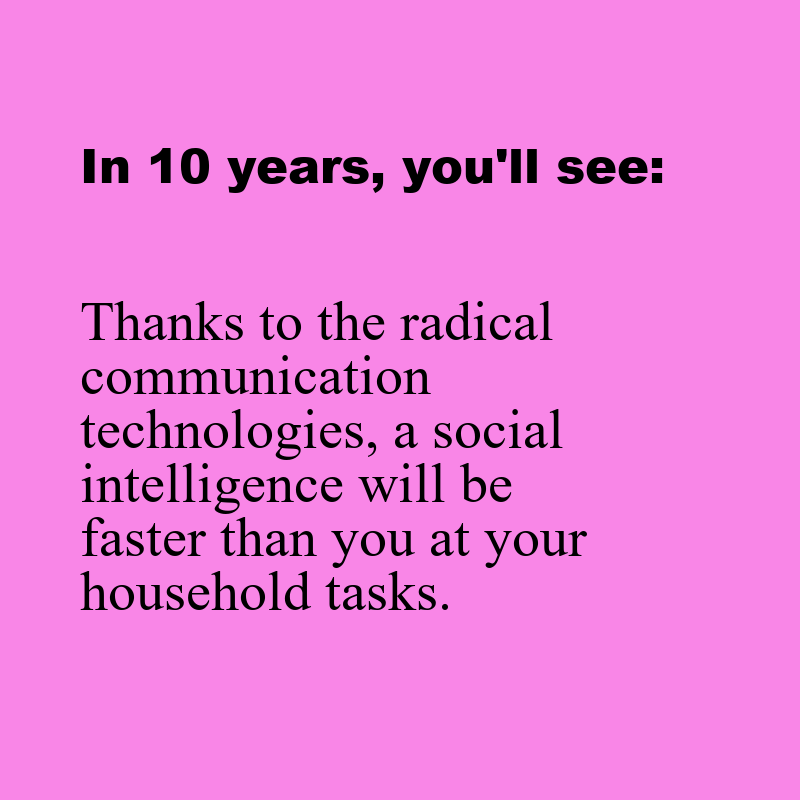 In 10 years, you'll see:
Thanks to the radical
communication
technologies, a social
intelligence will be
faster than you at your
household tasks.